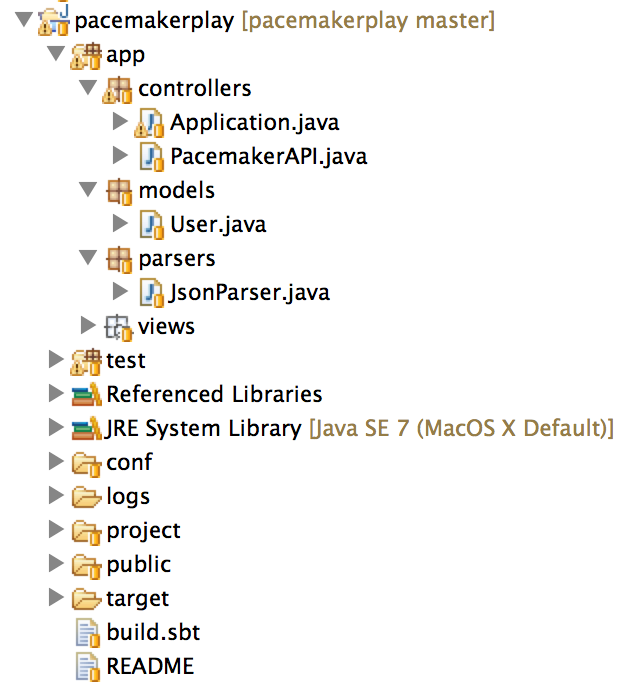 pacemakerplay [pacemakerplay master]
app
controllers
Application.java
PacemakerAPI.java
models
User.java
parsers
JsonParser.java
views
test
Referenced Libraries
JRE System Library [Java SE 7 (MacOS X Default)]
conf
logs
project
public
target
build.sbt
README